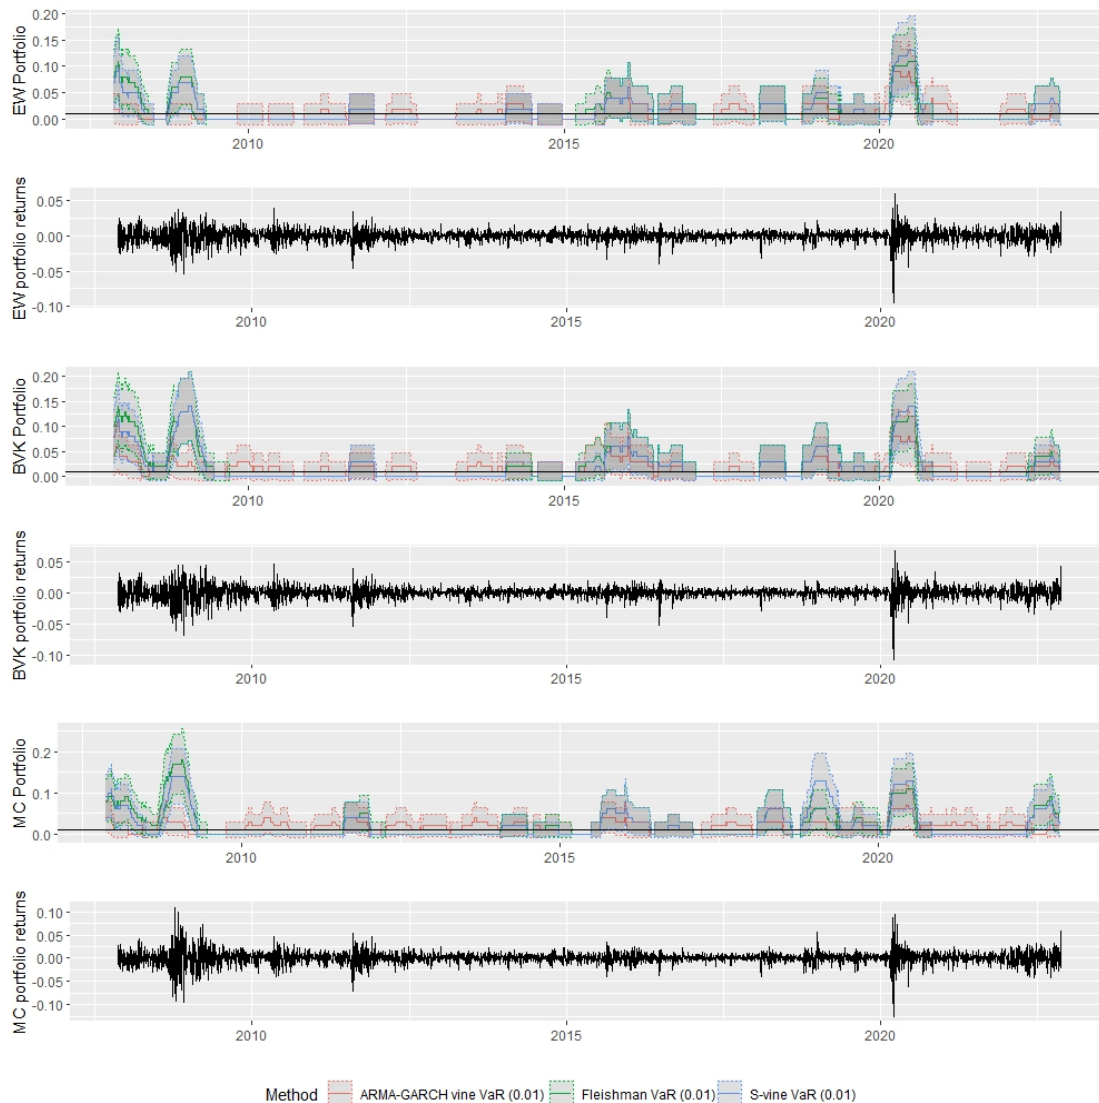 EW Portfolio
0.20
0.15
0.10
0.05
0.00
2010 2015 2020
EW portfolio returns
0.05
0.00
-0.05
-0.10
2010 2015 2020
BVK Portfolio
0.20
0.15
0.10
0.05
0.00
2010 2015 2020
BVK portfolio returns
0.05
0.00
-0.05
-0.10
2010 2015 2020
MC Portfolio
0.2
0.1
0.0
2010 2015 2020
MC portfolio returns
0.10
0.05
0.00
-0.05
-0.10
2010 2015 2020
Method ARMA-GARCH vine VaR (0.01) Fleishman VaR (0.01) S-vine VaR (0.01)